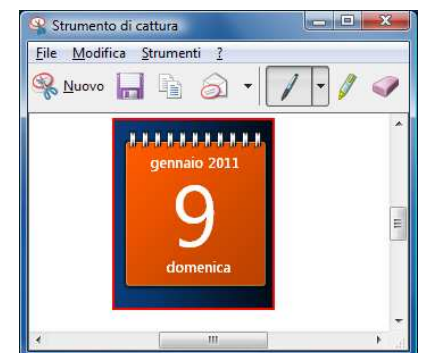 Strumento di cattura
File Modifica Strumenti ?
Nuovo
gennaio 2011
9
domenica